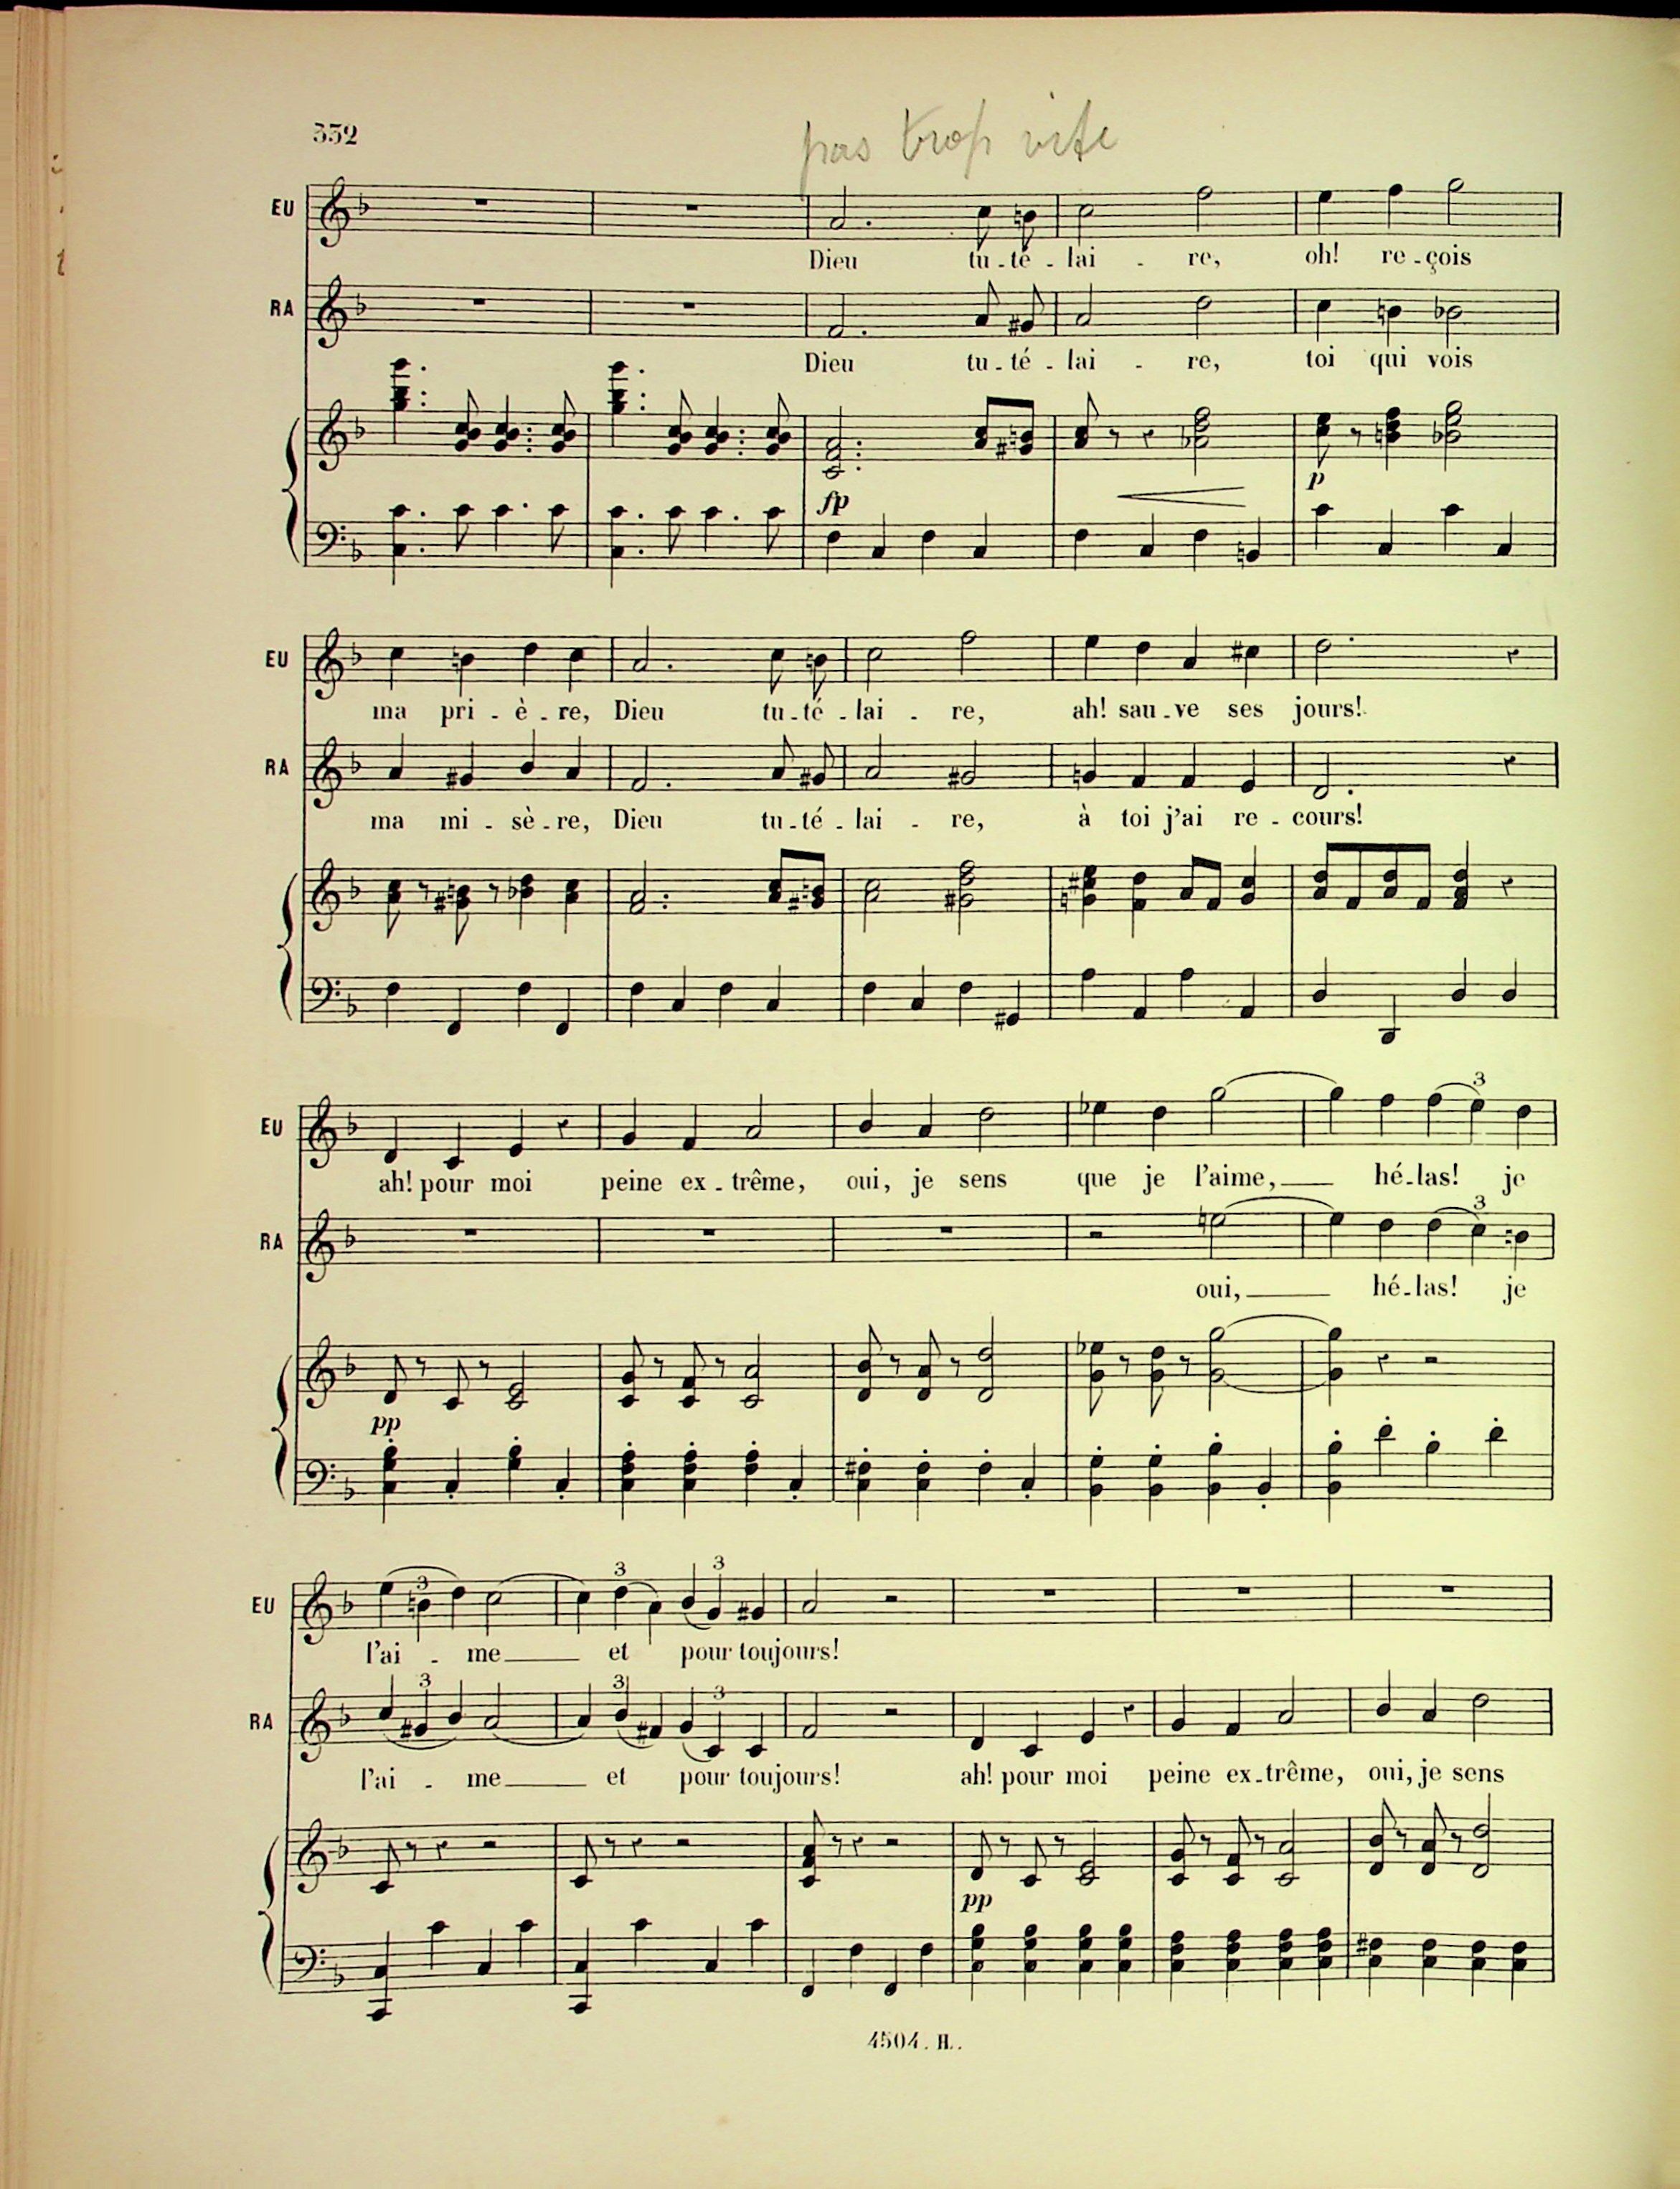 332
pas trop vite
EU
Dieu tu-té-lai-re, oh! re-çois
RA
Dieu tu-té-lai-re, toi qui vois
fp p
EU
ma pri-è-re, Dieu tu-té-lai-re, ah! sau-ve ses jours!
RA
ma mi-sè-re, Dieu tu-té-lai-re, à toi j'ai re-cours!
3
EU
ah! pour moi peine ex-trême, oui, je sens que je l'aime, hé-las! je
3
RA
oui, hé-las! je
pp
3 3 3
EU
l'ai-me et pour toujours!
3 3 3
RA
l'ai-me et pour toujours! ah! pour moi peine ex-trême, oui, je sens
pp
4504. H.